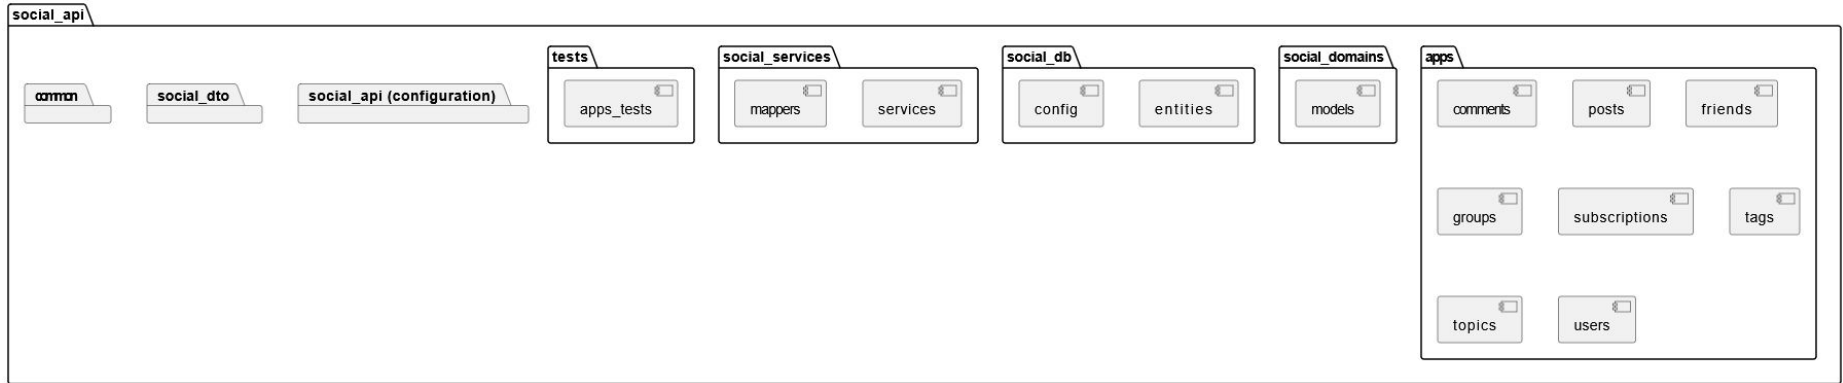 social_api
common
social_dto
social_api (configuration)
tests
apps_tests
social_services
mappers
services
social_db
config
entities
social_domains
models
apps
comments
posts
friends
groups
subscriptions
tags
topics
users